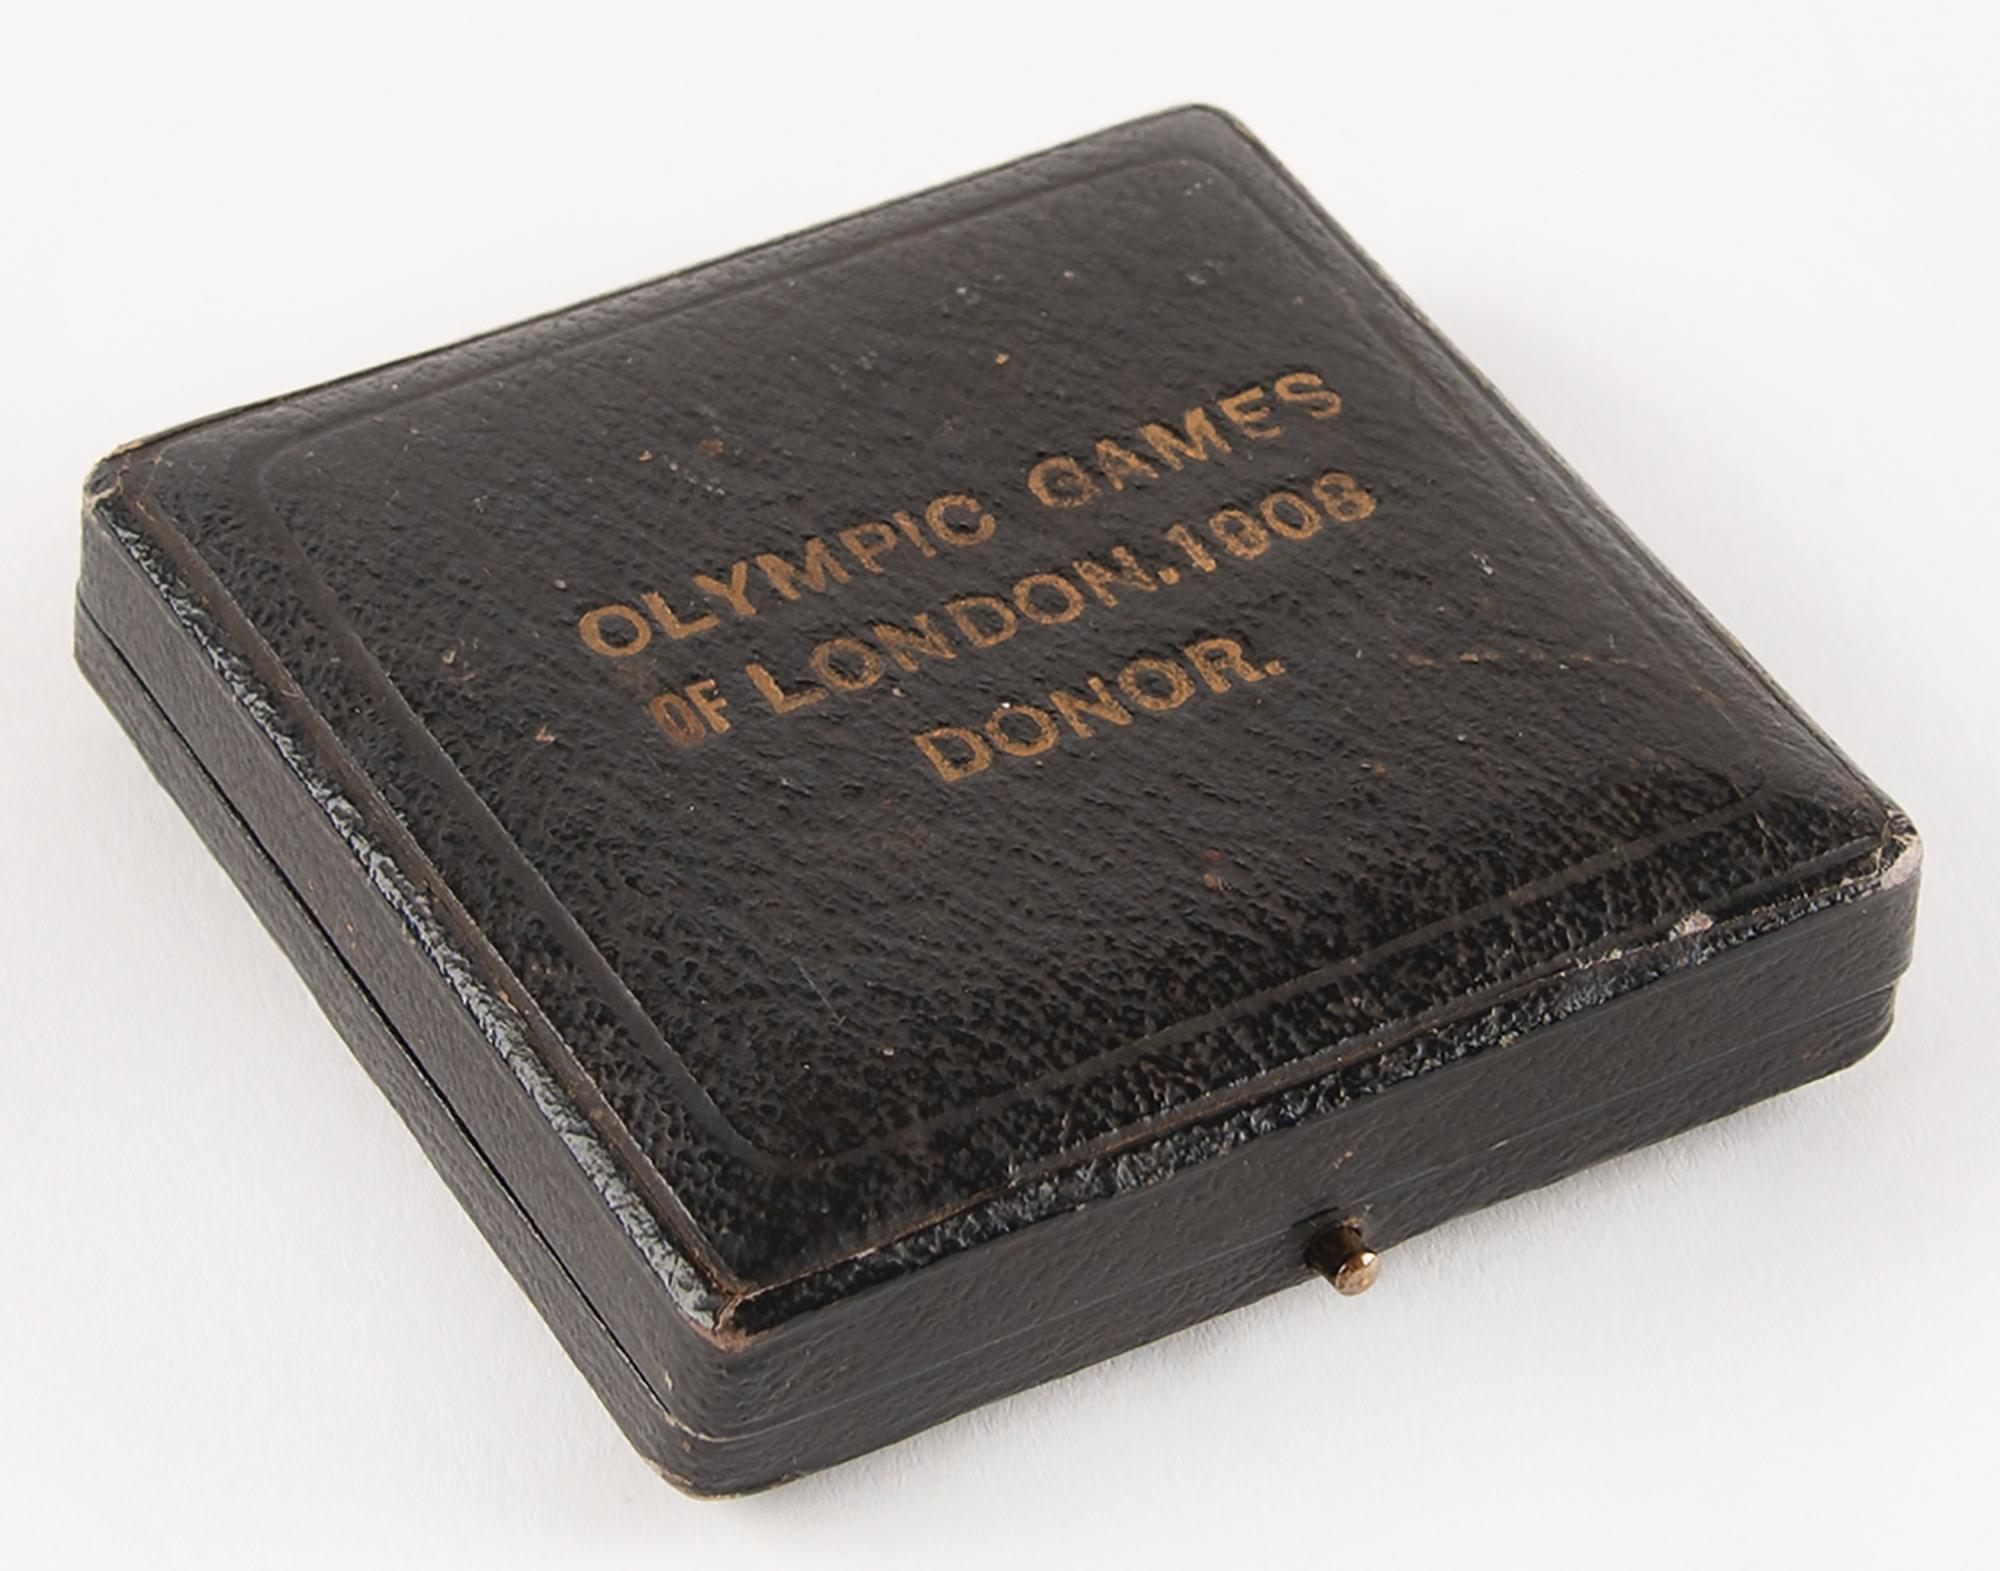 OLYMPIC GAMES
OF LONDON.1908
DONOR.